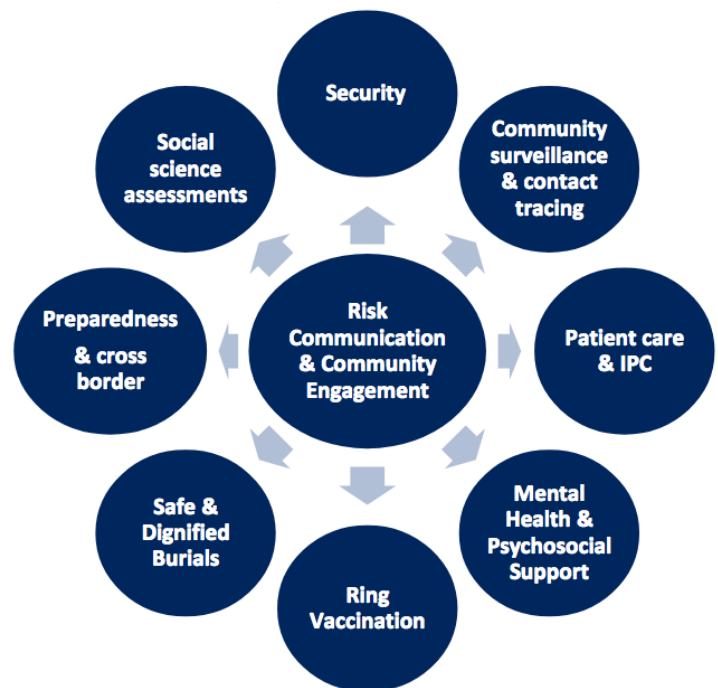 Security
Community
surveillance
& contact
tracing
Patient care
& IPC
Mental
Health &
Psychosocial
Support
Ring
Vaccination
Safe &
Dignified
Burials
Preparedness
& cross
border
Social
science
assessments
Risk
Communication
& Community
Engagement